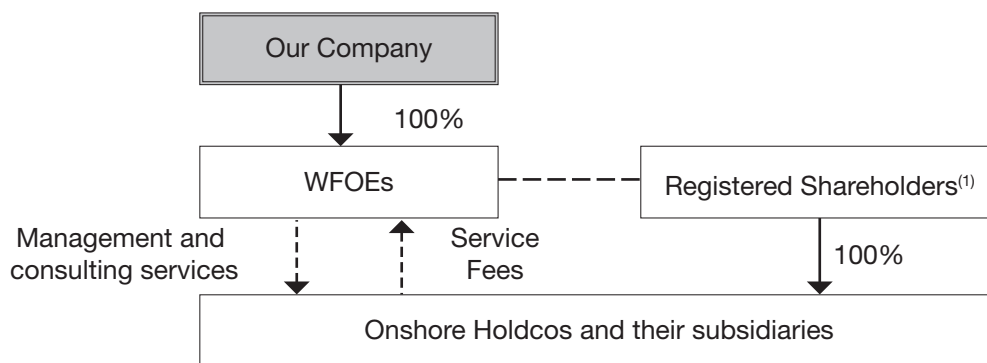 Our Company
100%
WFOEs
Registered Shareholders(1)
Management and
consulting services
Service
Fees
100%
Onshore Holdcos and their subsidiaries